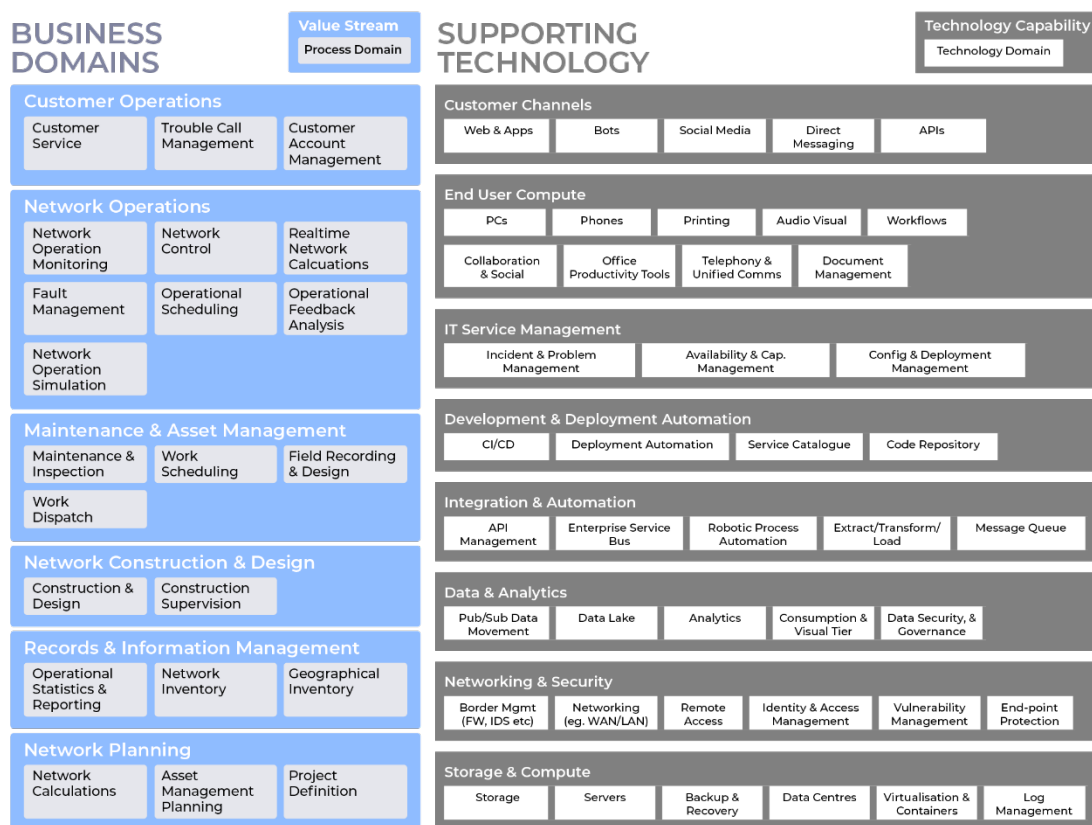 BUSINESS
DOMAINS
Value Stream
Process Domain
Customer Operations
Customer
Service
Trouble Call
Management
Customer
Account
Management
Network Operations
Network
Operation
Monitoring
Network
Control
Realtime
Network
Calcuations
Fault
Management
Operational
Scheduling
Operational
Feedback
Analysis
Network
Operation
Simulation
Maintenance & Asset Management
Maintenance &
Inspection
Work
Scheduling
Field Recording
& Design
Work
Dispatch
Network Construction & Design
Construction &
Design
Construction
Supervision
Records & Information Management
Operational
Statistics &
Reporting
Network
Inventory
Geographical
Inventory
Network Planning
Network
Calculations
Asset
Management
Planning
Project
Definition
SUPPORTING
TECHNOLOGY
Technology Capability
Technology Domain
Customer Channels
Web & Apps
Bots
Social Media
Direct
Messaging
APIs
End User Compute
PCs
Phones
Printing
Audio Visual
Workflows
Collaboration
& Social
Office
Productivity Tools
Telephony &
Unified Comms
Document
Management
IT Service Management
Incident & Problem
Management
Availability & Cap.
Management
Config & Deployment
Management
Development & Deployment Automation
CI/CD
Deployment Automation
Service Catalogue
Code Repository
Integration & Automation
API
Management
Enterprise Service
Bus
Robotic Process
Automation
Extract/Transform/
Load
Message Queue
Data & Analytics
Pub/Sub Data
Movement
Data Lake
Analytics
Consumption &
Visual Tier
Data Security, &
Governance
Networking & Security
Border Mgmt
(FW, IDS etc)
Networking
(eg. WAN/LAN)
Remote
Access
Identity & Access
Management
Vulnerability
Management
End-point
Protection
Storage & Compute
Storage
Servers
Backup &
Recovery
Data Centres
Virtualisation &
Containers
Log
Management